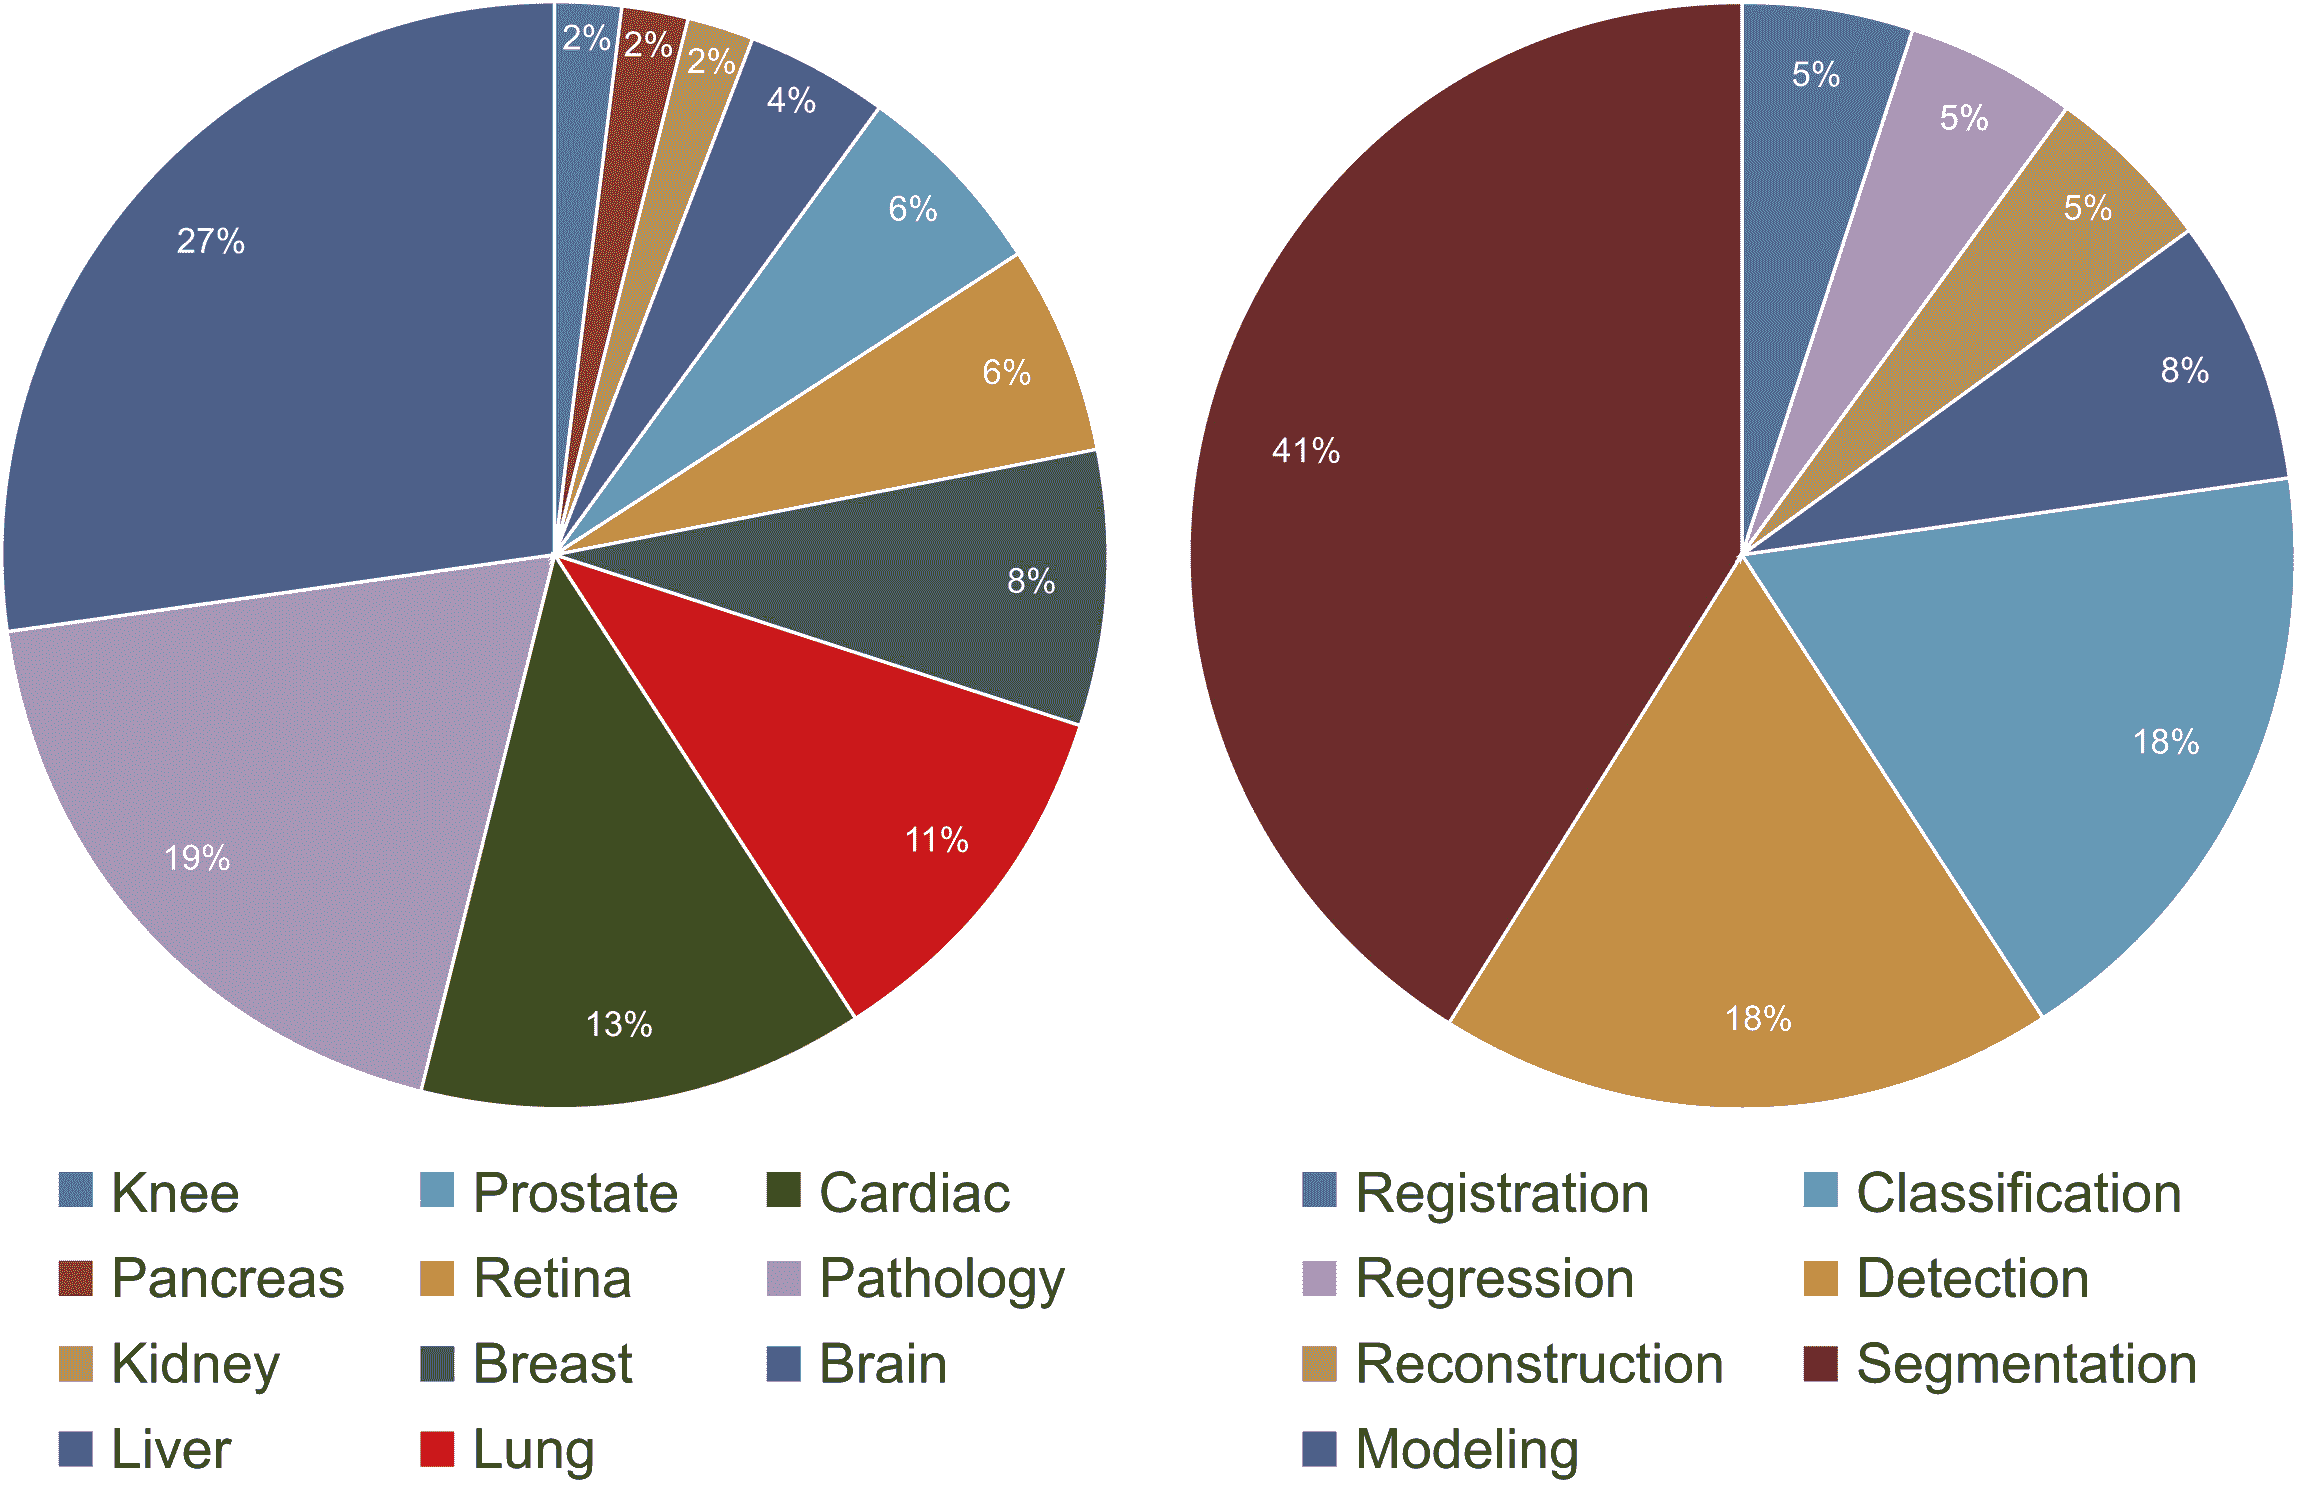 2%
2%
2%
4%
6%
6%
8%
11%
13%
19%
27%
Knee
Prostate
Cardiac
Pancreas
Retina
Pathology
Kidney
Breast
Brain
Liver
Lung
5%
5%
5%
8%
18%
18%
41%
Registration
Classification
Regression
Detection
Reconstruction
Segmentation
Modeling